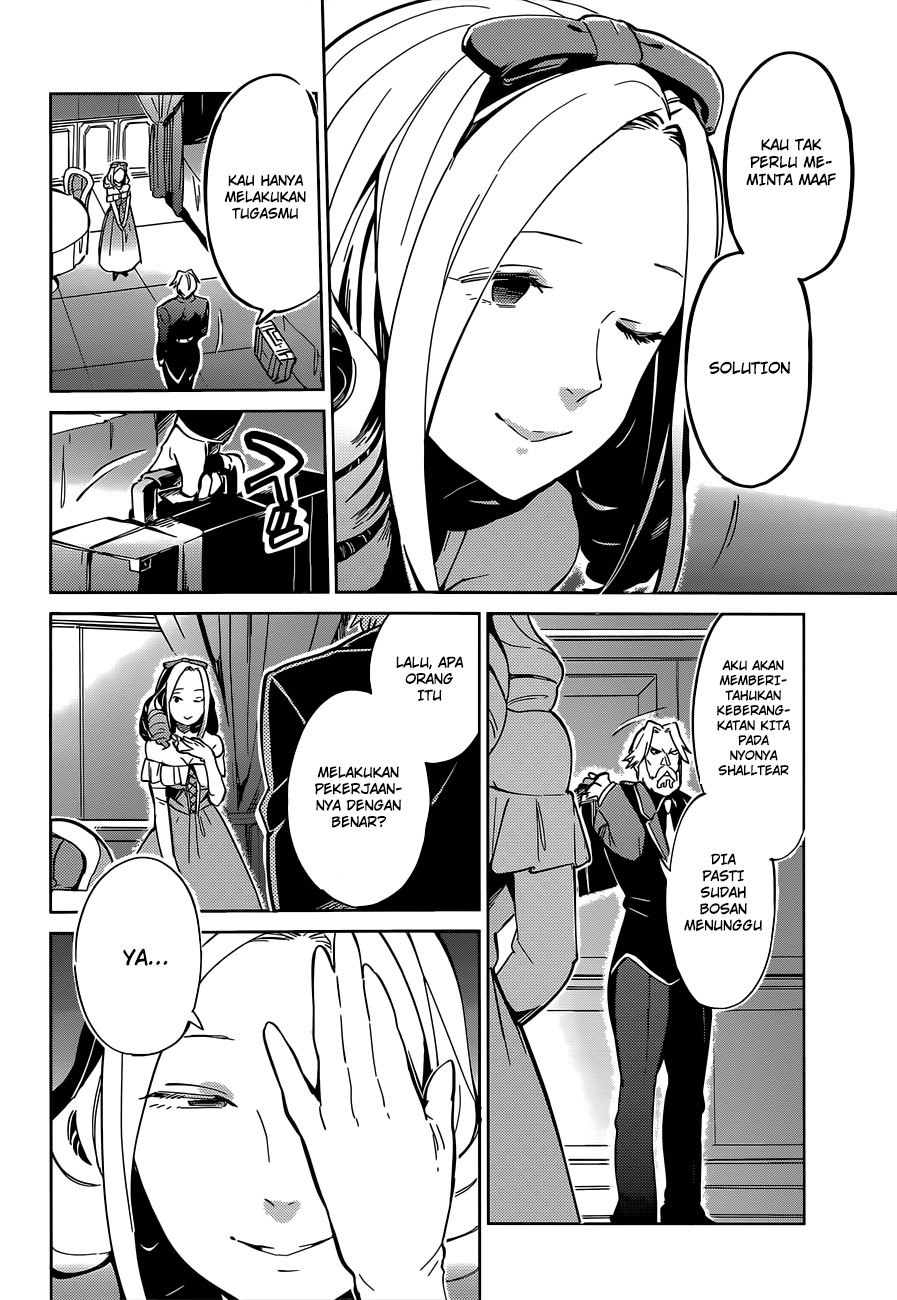 KAU TAK
PERLU ME-
MINTA MAAF
SOLUTION
KAU HANYA
MELAKUKAN
TUGASMU
AKU AKAN
MEMBERI-
TAHUKAN
KEBERANG-
KATAN KITA
PADA
NYONYA
SHALLTEAR
DIA
PASTI
SUDAH
BOSAN
MENUNGGU
LALU, APA
ORANG
ITU
MELAKUKAN
PEKERJAAN-
NYA DENGAN
BENAR?
YA...